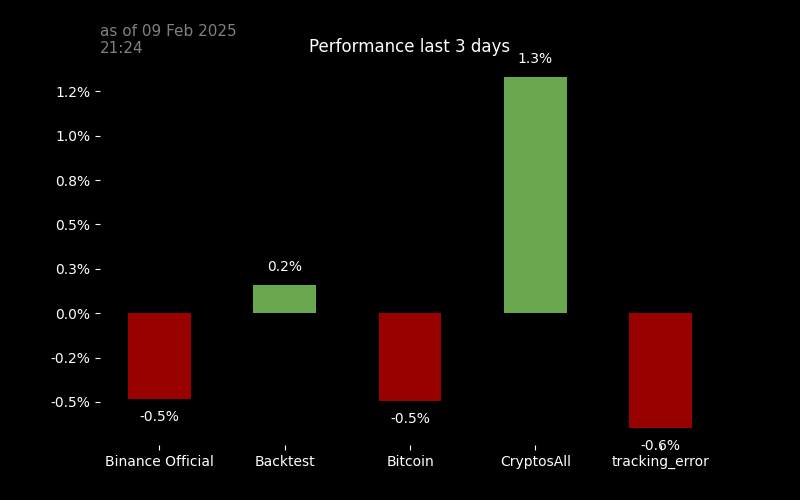 as of 09 Feb 2025
21:24
Performance last 3 days
1.3%
1.2%
1.0%
0.8%
0.5%
0.3%
0.2%
0.0%
-0.2%
-0.5%
-0.5%
-0.5%
-0.6%
Binance Official
Backtest
Bitcoin
CryptosAll
tracking_error